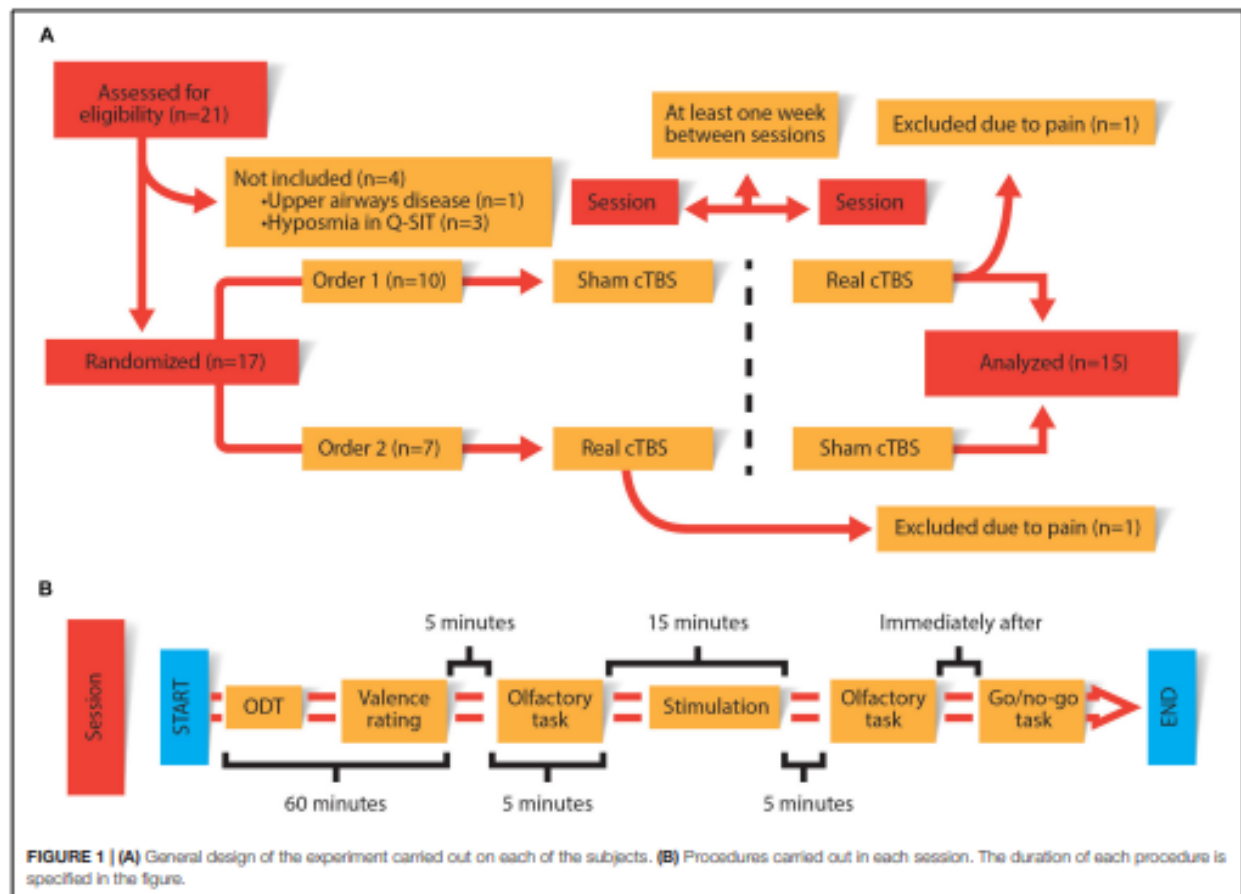 A
Assessed for
eligibility (n=21)
At least one week
between sessions
Excluded due to pain (n=1)
Not included (n=4)
•Upper airways disease (n=1)
•Hyposmia in Q-SIT (n=3)
Session
Session
Order 1 (n=10)
Sham cTBS
Real cTBS
Randomized (n=17)
Analyzed (n=15)
Order 2 (n=7)
Real cTBS
Sham cTBS
Excluded due to pain (n=1)
B
5 minutes
15 minutes
Immediately after
Session
START
ODT
Valence
rating
Olfactory
task
Stimulation
Olfactory
task
Go/no-go
task
END
60 minutes
5 minutes
5 minutes
FIGURE 1 | (A) General design of the experiment carried out on each of the subjects. (B) Procedures carried out in each session. The duration of each procedure is
specified in the figure.